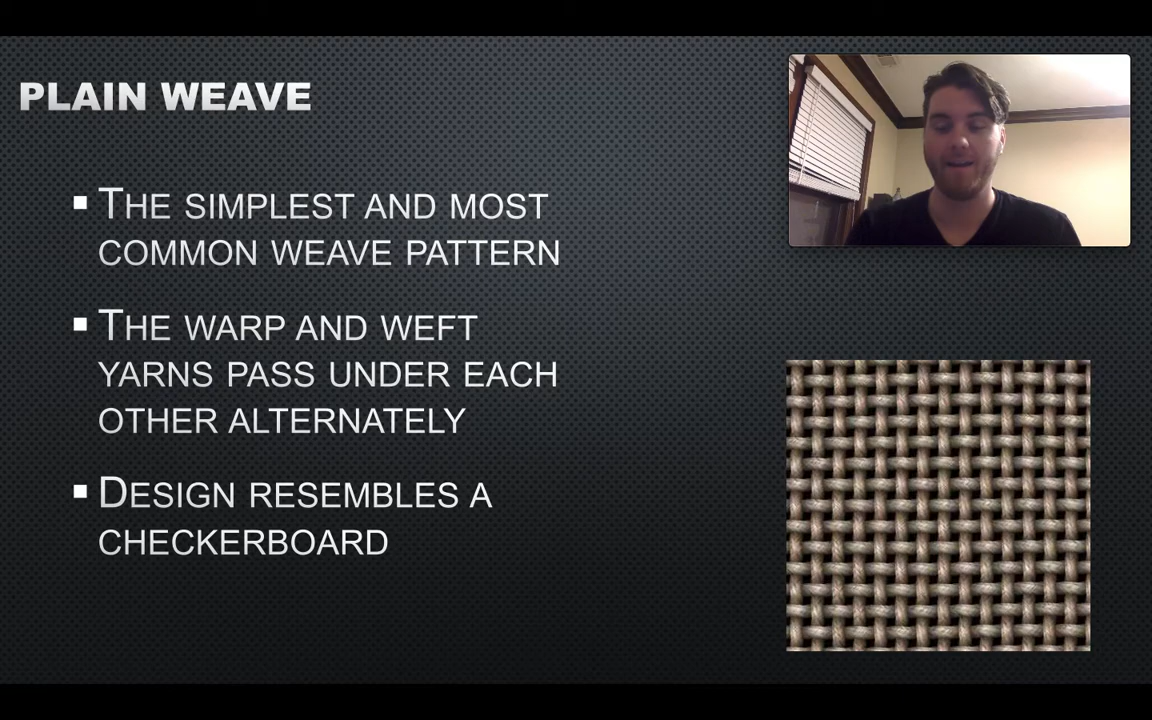 PLAIN WEAVE
▪ THE SIMPLEST AND MOST
COMMON WEAVE PATTERN
▪ THE WARP AND WEFT
YARNS PASS UNDER EACH
OTHER ALTERNATELY
▪ DESIGN RESEMBLES A
CHECKERBOARD